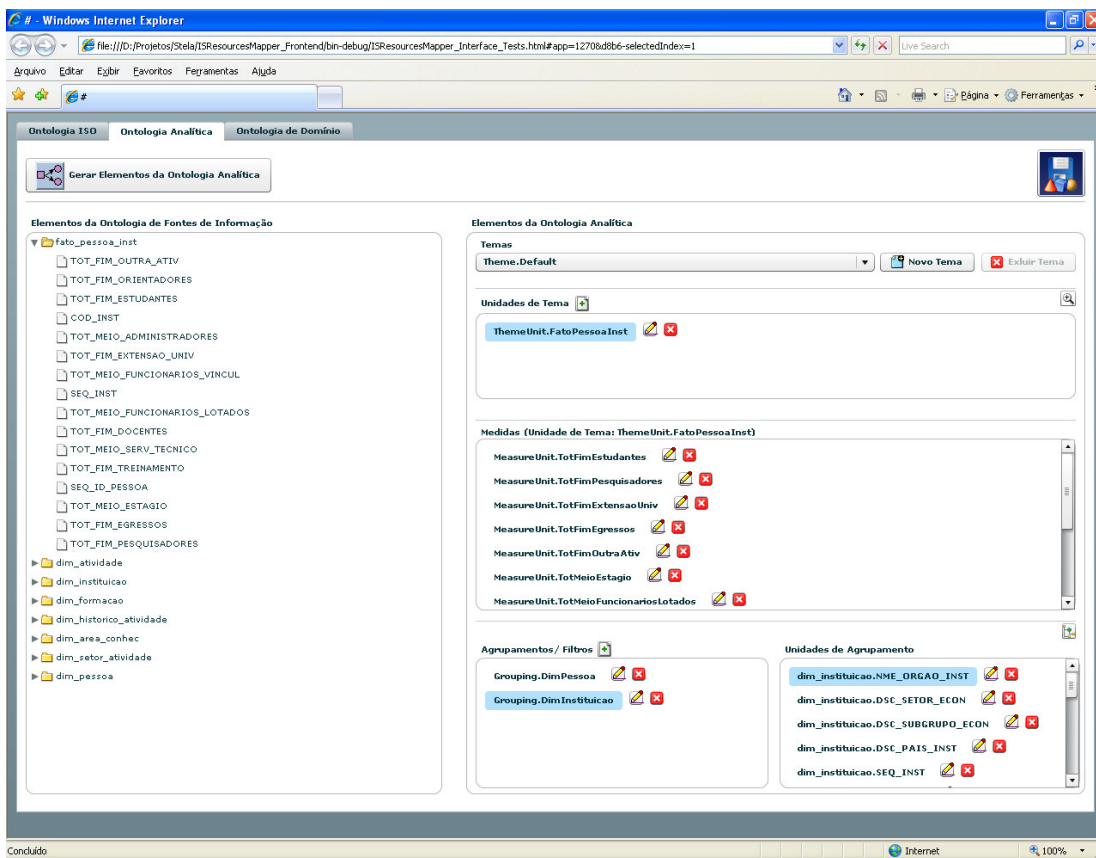 # - Windows Internet Explorer
file:///D:/Projetos/Stela/ISResourcesMapper_Frontend/bin-debug/ISResourcesMapper_Interface_Tests.html#app=1270&d8b6-selectedIndex=1
Live Search
Arquivo Editar Exibir Favoritos Ferramentas Ajuda
#
Página Ferramentas
Ontologia ISO Ontologia Analítica Ontologia de Domínio
Gerar Elementos da Ontologia Analítica
Elementos da Ontologia de Fontes de Informação
fato_pessoa_inst
TOT_FIM_OUTRA_ATIV
TOT_FIM_ORIENTADORES
TOT_FIM_ESTUDANTES
COD_INST
TOT_MEIO_ADMINISTRADORES
TOT_FIM_EXTENSAO_UNIV
TOT_MEIO_FUNCIONARIOS_VINCUL
SEQ_INST
TOT_MEIO_FUNCIONARIOS_LOTADOS
TOT_FIM_DOCENTES
TOT_MEIO_SERV_TECNICO
TOT_FIM_TREINAMENTO
SEQ_ID_PESSOA
TOT_MEIO_ESTAGIO
TOT_FIM_EGRESSOS
TOT_FIM_PESQUISADORES
dim_atividade
dim_instituicao
dim_formacao
dim_historico_atividade
dim_area_conhec
dim_setor_atividade
dim_pessoa
Elementos da Ontologia Analítica
Temas
Theme.Default
Novo Tema
Exluir Tema
Unidades de Tema
ThemeUnit.FatoPessoaInst
Medidas (Unidade de Tema: ThemeUnit.FatoPessoaInst)
MeasureUnit.TotFimEstudantes
MeasureUnit.TotFimPesquisadores
MeasureUnit.TotFimExtensaoUniv
MeasureUnit.TotFimEgressos
MeasureUnit.TotFimOutraAtiv
MeasureUnit.TotMeioEstagio
MeasureUnit.TotMeioFuncionariosLotados
Agrupamentos/ Filtros
Grouping.DimPessoa
Grouping.DimInstituicao
Unidades de Agrupamento
dim_instituicao.NME_ORGAO_INST
dim_instituicao.DSC_SETOR_ECON
dim_instituicao.DSC_SUBGRUPO_ECON
dim_instituicao.DSC_PAIS_INST
dim_instituicao.SEQ_INST
Concluído
Internet
100%